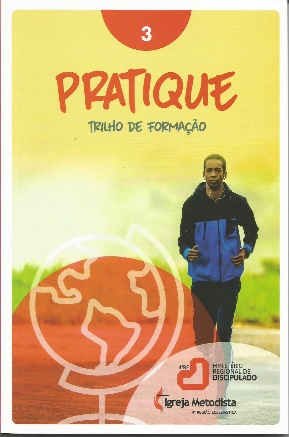 3
PRATIQUE
TRILHO DE FORMAÇÃO
MINISTÉRIO
REGIONAL DE
DISCIPULADO
Igreja Metodista